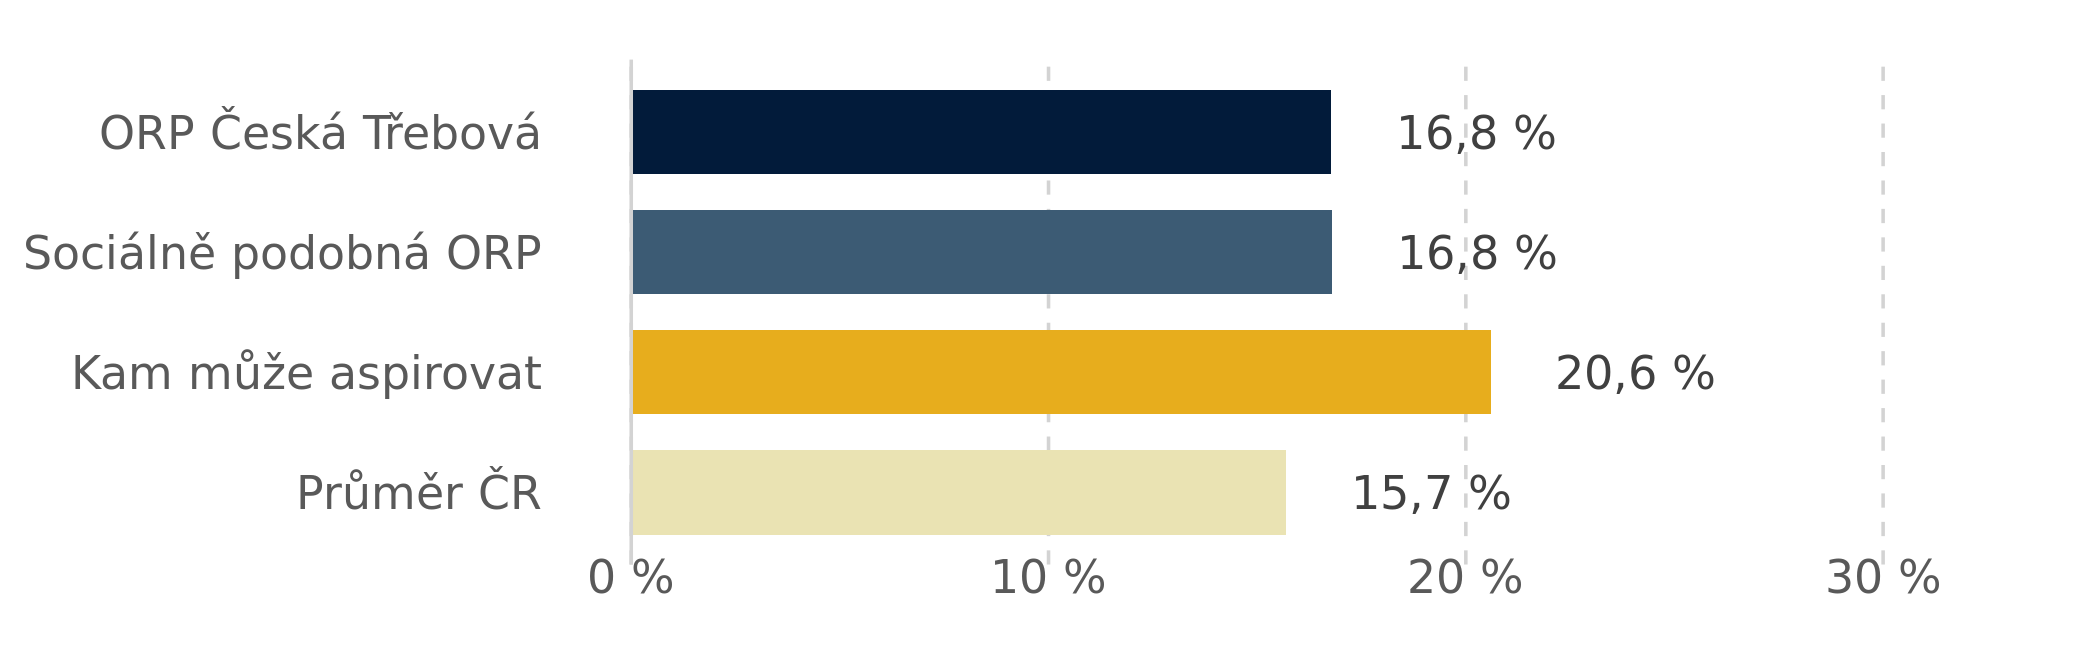 ORP Česká Třebová 16,8 %
Sociálně podobná ORP 16,8 %
Kam může aspirovat 20,6 %
Průměr ČR 15,7 %
0 % 10 % 20 % 30 %